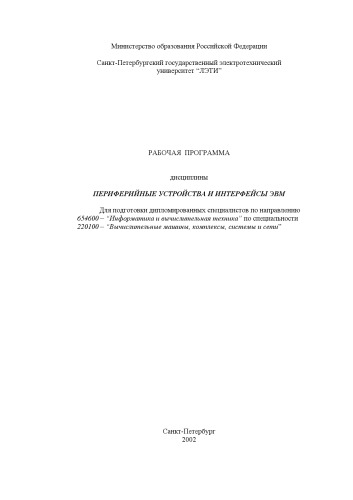 Министерство образования Российской Федерации
Санкт-Петербургский государственный электротехнический
университет “ЛЭТИ”
РАБОЧАЯ ПРОГРАММА
дисциплины
ПЕРИФЕРИЙНЫЕ УСТРОЙСТВА И ИНТЕРФЕЙСЫ ЭВМ
Для подготовки дипломированных специалистов по направлению
654600 – “Информатика и вычислительная техника” по специальности
220100 – “Вычислительные машины, комплексы, системы и сети”
Санкт-Петербург
2002